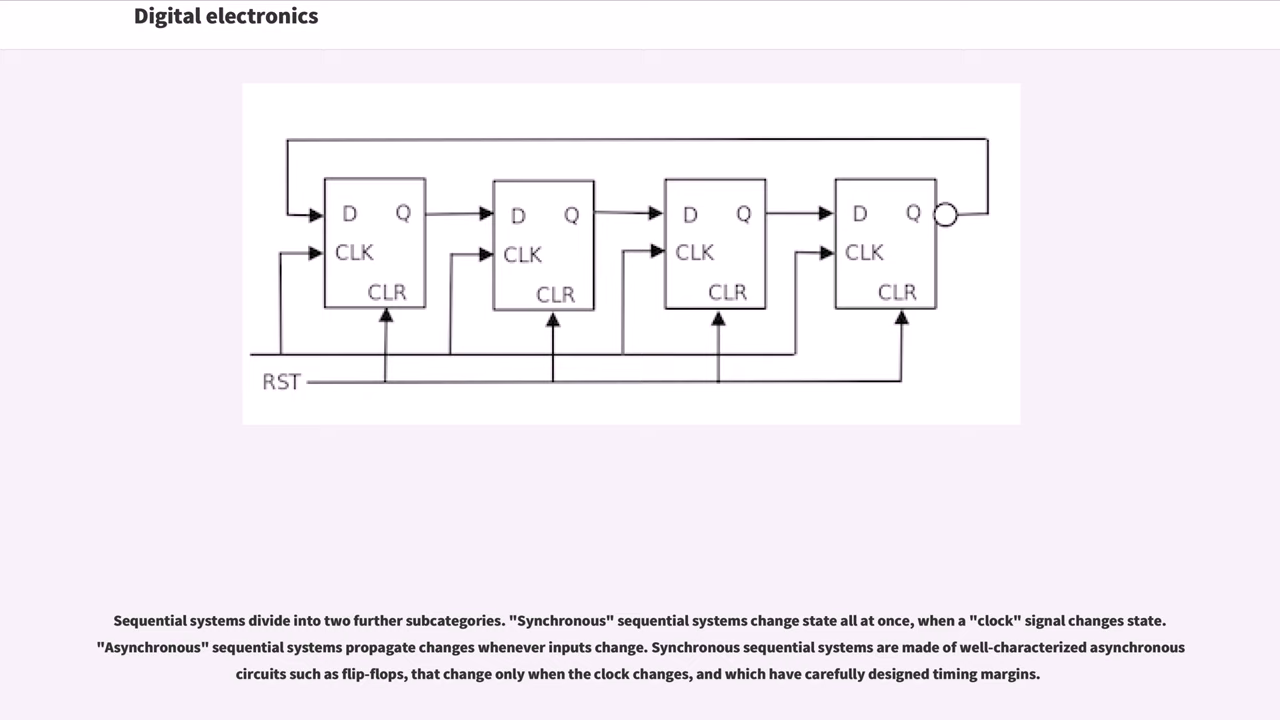 Digital electronics
D Q D Q D Q D Q
CLK CLK CLK CLK
CLR CLR CLR CLR
RST
Sequential systems divide into two further subcategories. "Synchronous" sequential systems change state all at once, when a "clock" signal changes state.
"Asynchronous" sequential systems propagate changes whenever inputs change. Synchronous sequential systems are made of well-characterized asynchronous
circuits such as flip-flops, that change only when the clock changes, and which have carefully designed timing margins.